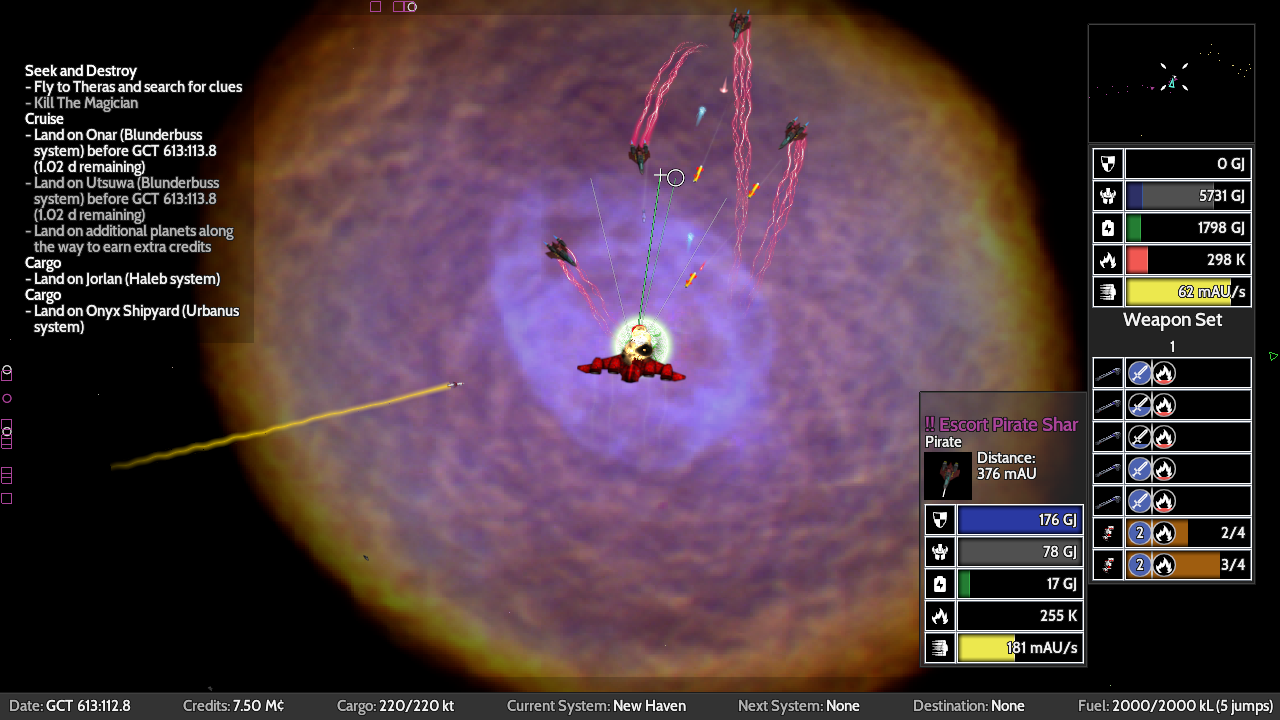 Seek and Destroy
- Fly to Theras and search for clues
- Kill The Magician
Cruise
- Land on Onar (Blunderbuss
system) before GCT 613:113.8
(1.02 d remaining)
- Land on Utsuwa (Blunderbuss
system) before GCT 613:113.8
(1.02 d remaining)
- Land on additional planets along
the way to earn extra credits
Cargo
- Land on Jorlan (Haleb system)
Cargo
- Land on Onyx Shipyard (Urbanus
system)
0 GJ
5731 GJ
1798 GJ
298 K
62 mAU/s
Weapon Set
1
2 2/4
2 3/4
!! Escort Pirate Shar
Pirate
Distance:
376 mAU
176 GJ
78 GJ
17 GJ
255 K
181 mAU/s
Date: GCT 613:112.8 Credits: 7.50 M¢ Cargo: 220/220 kt Current System: New Haven Next System: None Destination: None Fuel: 2000/2000 kL (5 jumps)